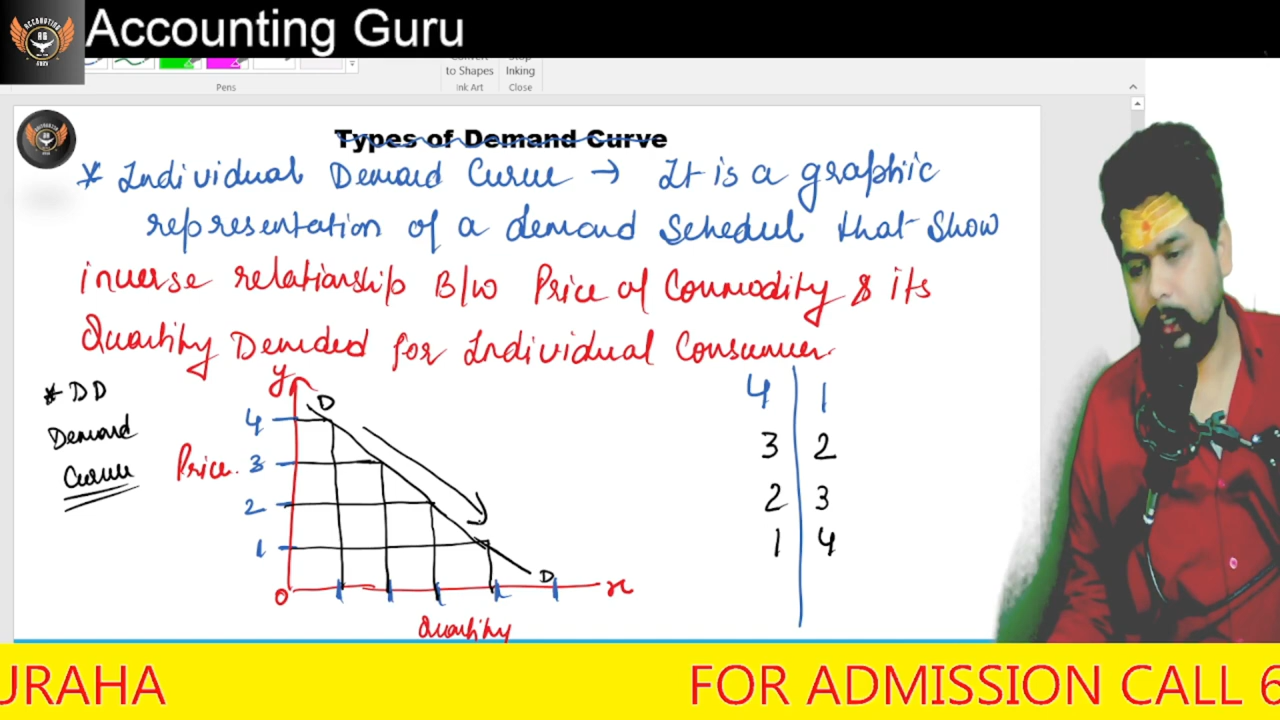 Accounting Guru
to Shapes
Inking
Pens
Ink Art
Close
Types of Demand Curve
* Individual Demand Curve → It is a graphic
representation of a demand Schedul that Show
inverse relationship B/w Price of Commodity & its
Quantity Demded for Individual Consumer.
* DD
Demand
Curve
Price.
y
D
4
3
2
1
0
D
x
Quantity
4 1
3 2
2 3
1 4
URAHA
FOR ADMISSION CALL 6